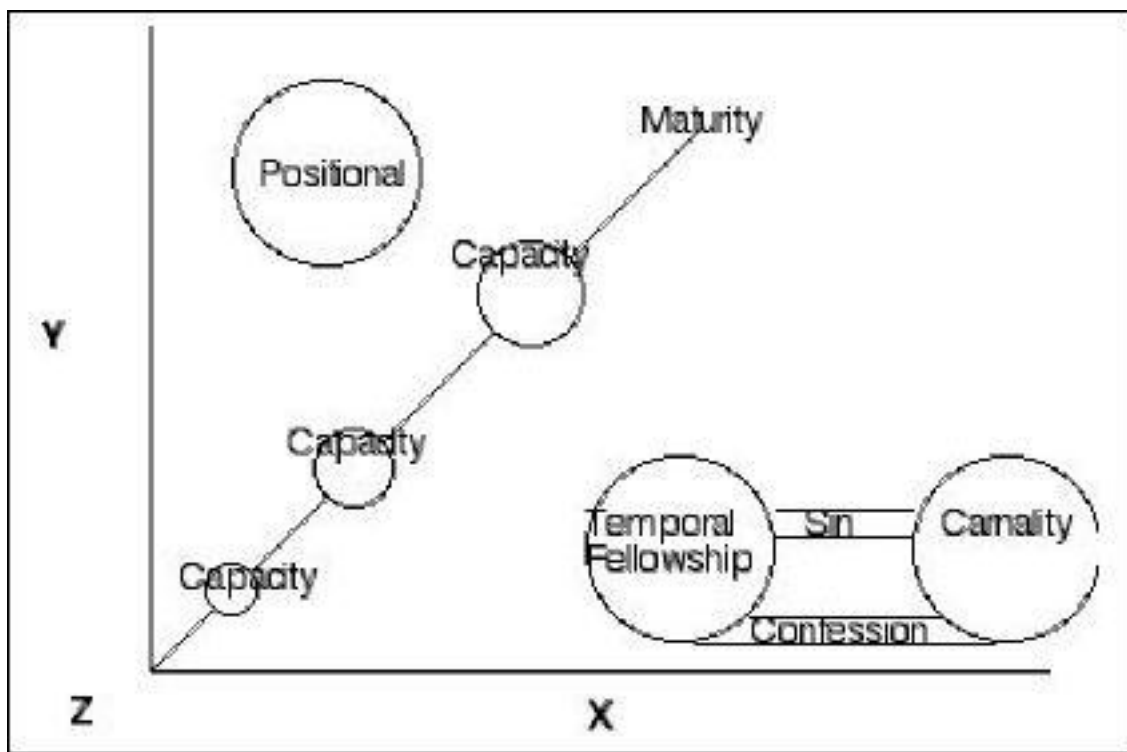 Maturity
Positional
Capacity
Y
Capacity
Temporal
Fellowship
Sin
Carnality
Capacity
Confession
Z
X